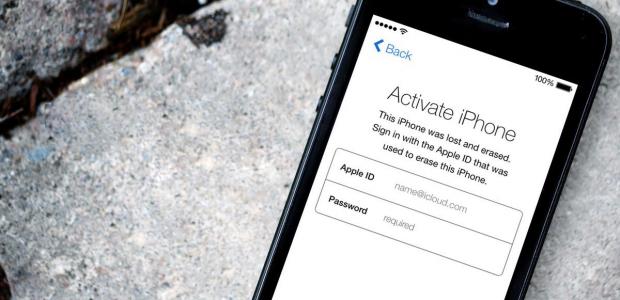 Back
100%
Activate iPhone
This iPhone was lost and erased.
Sign in with the Apple ID that was
used to erase this iPhone.
Apple ID name@icloud.com
Password required